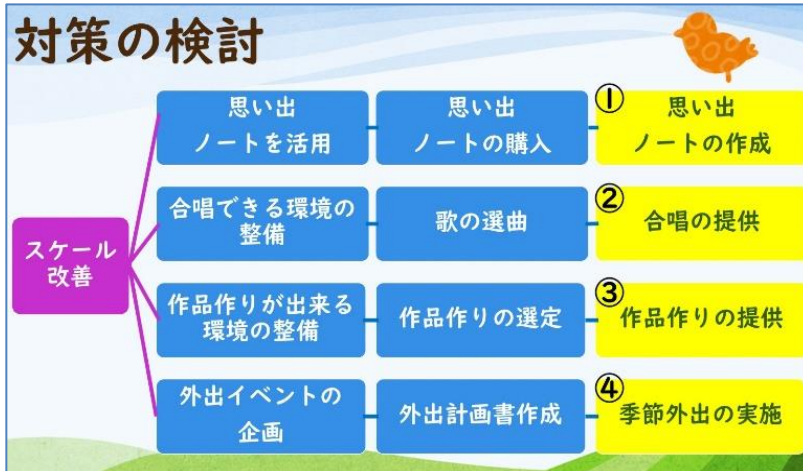 対策の検討
スケール
改善
思い出
ノートを活用
思い出
ノートの購入
①
思い出
ノートの作成
合唱できる環境の
整備
歌の選曲
②
合唱の提供
作品作りが出来る
環境の整備
作品作りの選定
③
作品作りの提供
外出イベントの
企画
外出計画書作成
④
季節外出の実施